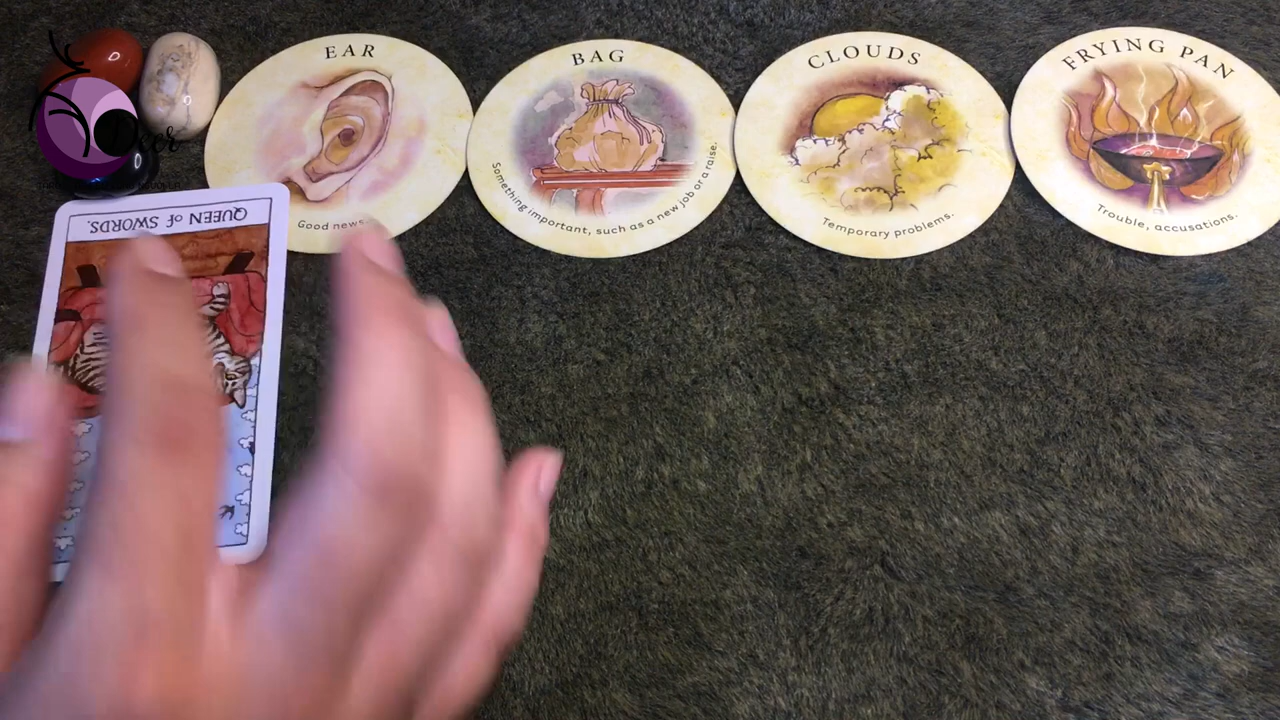 EAR
Good news.
BAG
Something important, such as a new job or a raise.
CLOUDS
Temporary problems.
FRYING PAN
Trouble, accusations.
QUEEN of SWORDS.